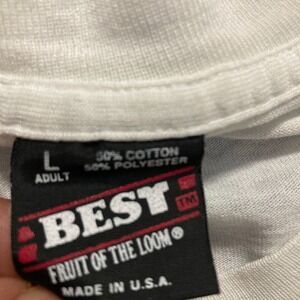 L
ADULT
50% COTTON
50% POLYESTER
BEST
TM
FRUIT OF THE LOOM®
MADE IN U.S.A.